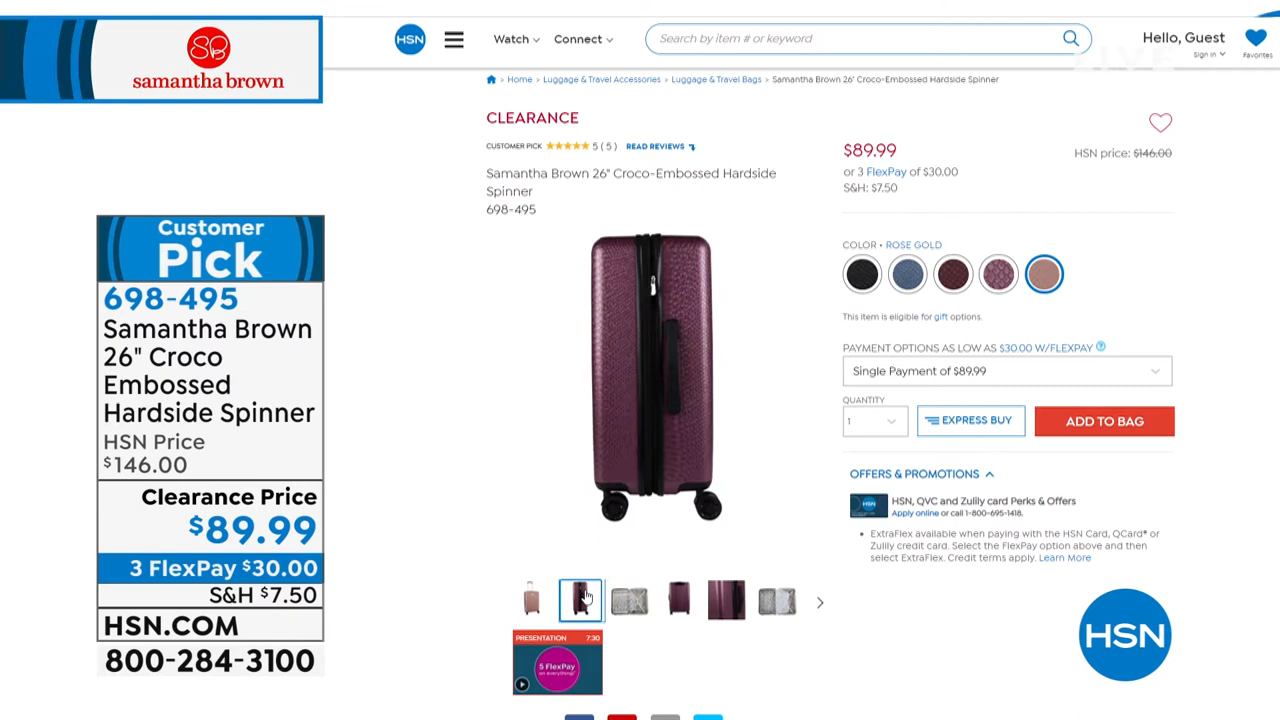 SB
samantha brown
Customer
Pick
698-495
Samantha Brown
26" Croco
Embossed
Hardside Spinner
HSN Price
$146.00
Clearance Price
$89.99
3 FlexPay $30.00
S&H $7.50
HSN.COM
800-284-3100
HSN
Watch
Connect
Search by item # or keyword
Hello, Guest
Sign In
Favorites
LIVE
Home > Luggage & Travel Accessories > Luggage & Travel Bags > Samantha Brown 26" Croco-Embossed Hardside Spinner
CLEARANCE
CUSTOMER PICK 5 ( 5 ) READ REVIEWS
Samantha Brown 26" Croco-Embossed Hardside
Spinner
698-495
PRESENTATION 7:30
5 FlexPay
on everything!*
$89.99
HSN price: $146.00
or 3 FlexPay of $30.00
S&H: $7.50
COLOR • ROSE GOLD
This item is eligible for gift options.
PAYMENT OPTIONS AS LOW AS $30.00 W/FLEXPAY ?
Single Payment of $89.99
QUANTITY
1
EXPRESS BUY
ADD TO BAG
OFFERS & PROMOTIONS
HSN, QVC and Zulily card Perks & Offers
Apply online or call 1-800-695-1418.
• ExtraFlex available when paying with the HSN Card, QCard® or
Zulily credit card. Select the FlexPay option above and then
select ExtraFlex. Credit terms apply. Learn More
HSN